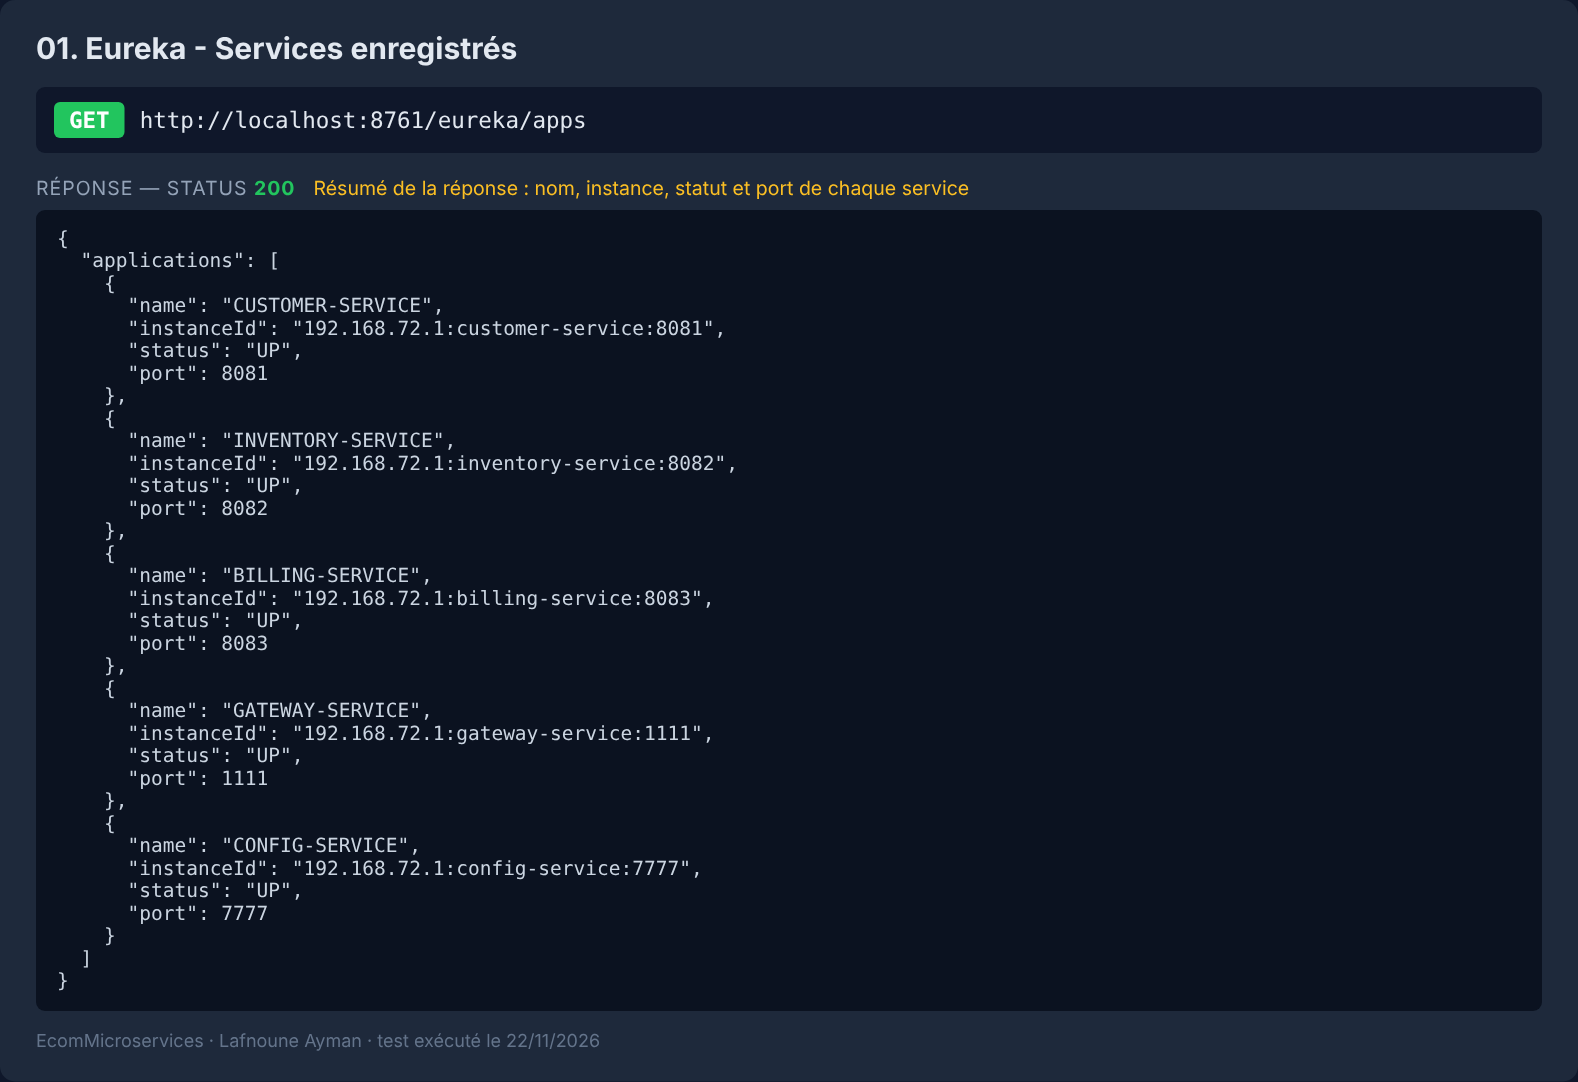 01. Eureka - Services enregistrés
GET http://localhost:8761/eureka/apps
RÉPONSE — STATUS 200 Résumé de la réponse : nom, instance, statut et port de chaque service
{
  "applications": [
    {
      "name": "CUSTOMER-SERVICE",
      "instanceId": "192.168.72.1:customer-service:8081",
      "status": "UP",
      "port": 8081
    },
    {
      "name": "INVENTORY-SERVICE",
      "instanceId": "192.168.72.1:inventory-service:8082",
      "status": "UP",
      "port": 8082
    },
    {
      "name": "BILLING-SERVICE",
      "instanceId": "192.168.72.1:billing-service:8083",
      "status": "UP",
      "port": 8083
    },
    {
      "name": "GATEWAY-SERVICE",
      "instanceId": "192.168.72.1:gateway-service:1111",
      "status": "UP",
      "port": 1111
    },
    {
      "name": "CONFIG-SERVICE",
      "instanceId": "192.168.72.1:config-service:7777",
      "status": "UP",
      "port": 7777
    }
  ]
}
EcomMicroservices · Lafnoune Ayman · test exécuté le 22/11/2026